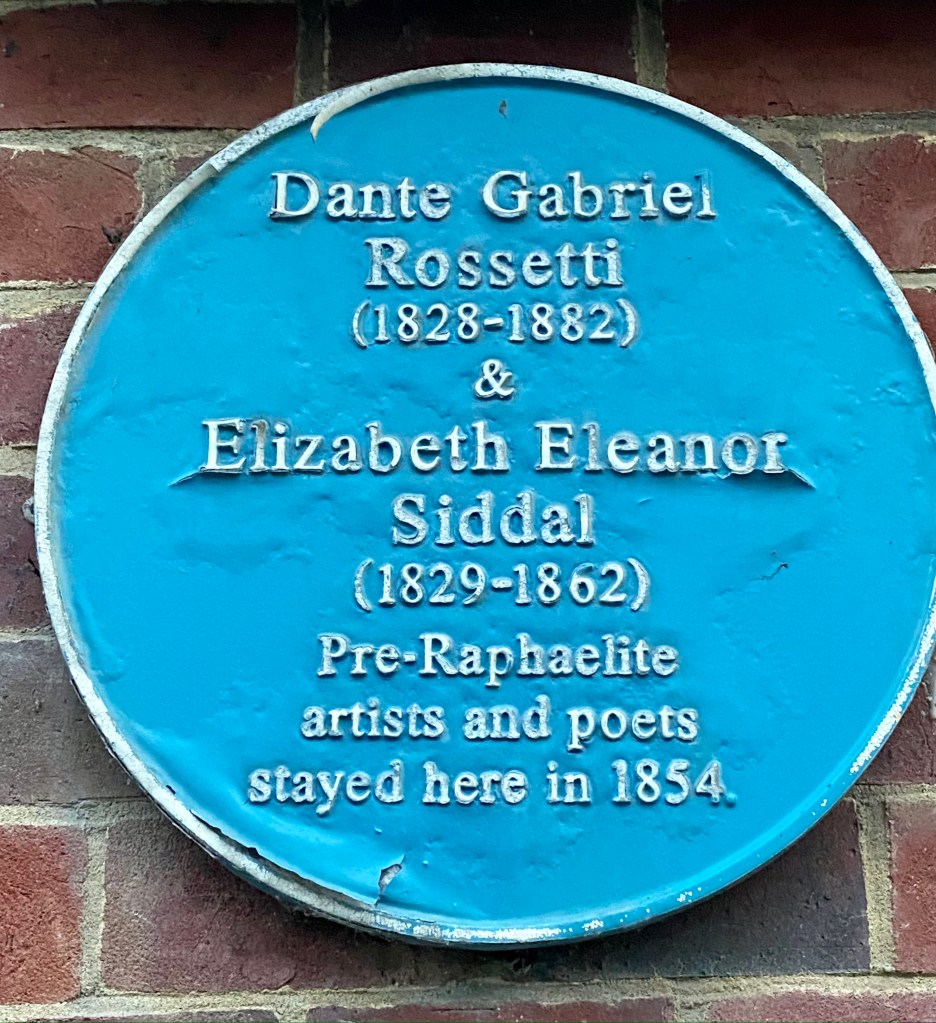 Dante Gabriel
Rossetti
(1828-1882)
&
Elizabeth Eleanor
Siddal
(1829-1862)
Pre-Raphaelite
artists and poets
stayed here in 1854.